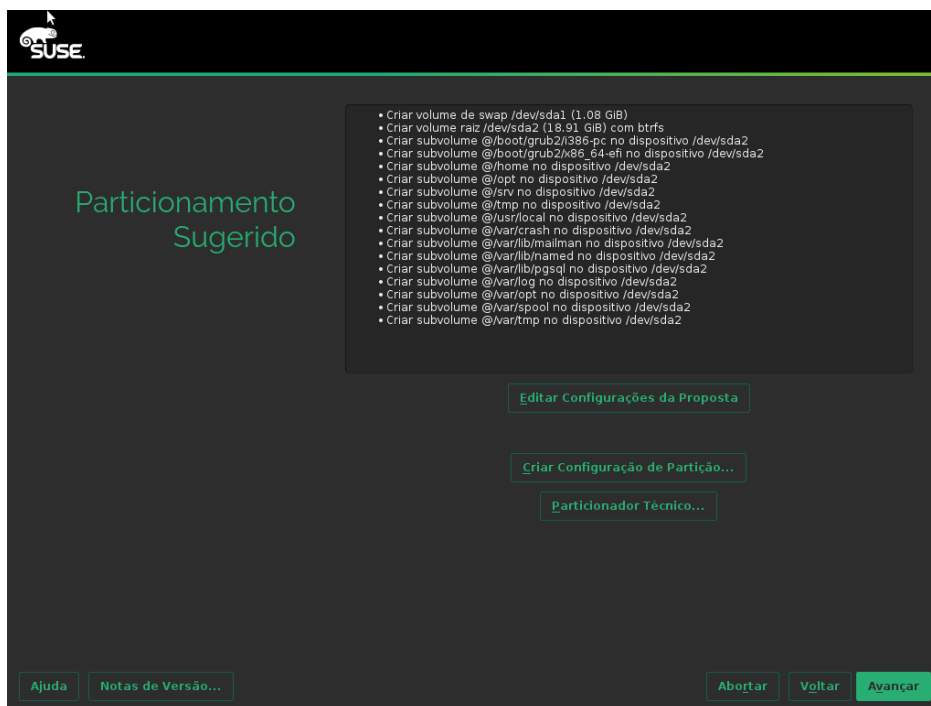 SUSE.
Particionamento
Sugerido
• Criar volume de swap /dev/sda1 (1.08 GiB)
• Criar volume raiz /dev/sda2 (18.91 GiB) com btrfs
• Criar subvolume @/boot/grub2/i386-pc no dispositivo /dev/sda2
• Criar subvolume @/boot/grub2/x86_64-efi no dispositivo /dev/sda2
• Criar subvolume @/home no dispositivo /dev/sda2
• Criar subvolume @/opt no dispositivo /dev/sda2
• Criar subvolume @/srv no dispositivo /dev/sda2
• Criar subvolume @/tmp no dispositivo /dev/sda2
• Criar subvolume @/usr/local no dispositivo /dev/sda2
• Criar subvolume @/var/crash no dispositivo /dev/sda2
• Criar subvolume @/var/lib/mailman no dispositivo /dev/sda2
• Criar subvolume @/var/lib/named no dispositivo /dev/sda2
• Criar subvolume @/var/lib/pgsql no dispositivo /dev/sda2
• Criar subvolume @/var/log no dispositivo /dev/sda2
• Criar subvolume @/var/opt no dispositivo /dev/sda2
• Criar subvolume @/var/spool no dispositivo /dev/sda2
• Criar subvolume @/var/tmp no dispositivo /dev/sda2
Editar Configurações da Proposta
Criar Configuração de Partição...
Particionador Técnico...
Ajuda
Notas de Versão...
Abortar
Voltar
Avançar